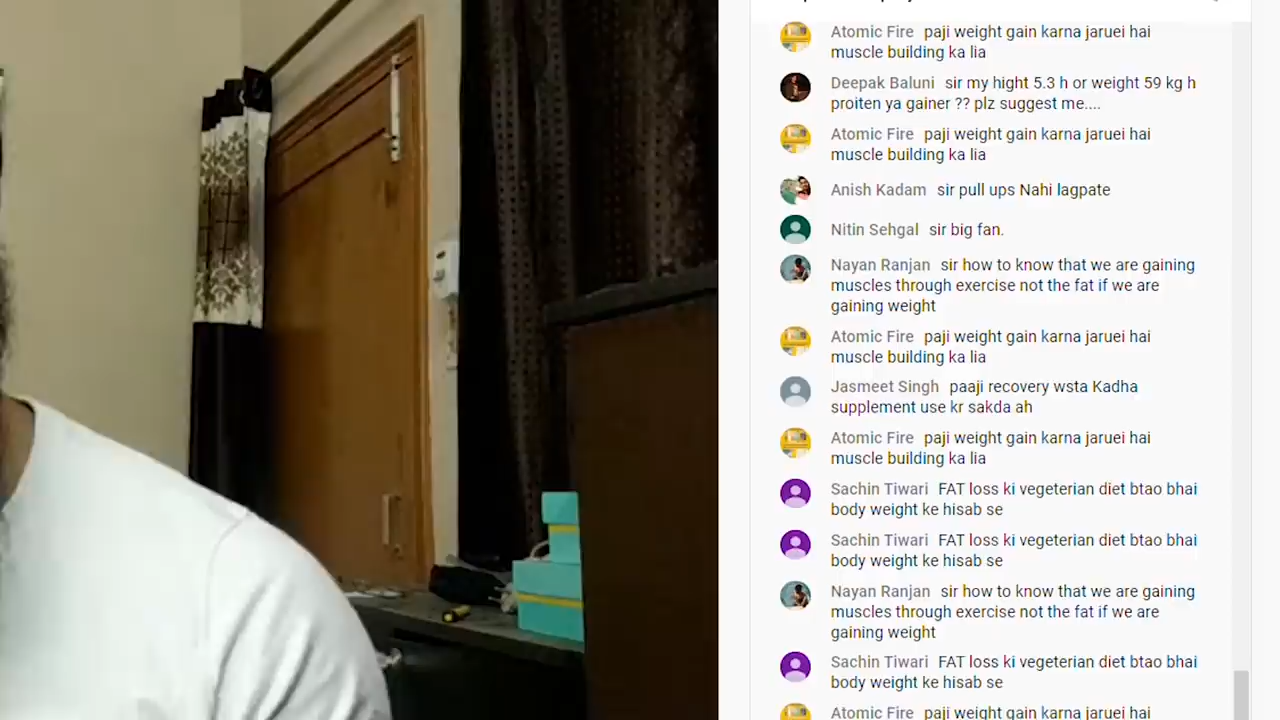 Atomic Fire paji weight gain karna jaruei hai
muscle building ka lia
Deepak Baluni sir my hight 5.3 h or weight 59 kg h
proiten ya gainer ?? plz suggest me....
Atomic Fire paji weight gain karna jaruei hai
muscle building ka lia
Anish Kadam sir pull ups Nahi lagpate
Nitin Sehgal sir big fan.
Nayan Ranjan sir how to know that we are gaining
muscles through exercise not the fat if we are
gaining weight
Atomic Fire paji weight gain karna jaruei hai
muscle building ka lia
Jasmeet Singh paaji recovery wsta Kadha
supplement use kr sakda ah
Atomic Fire paji weight gain karna jaruei hai
muscle building ka lia
Sachin Tiwari FAT loss ki vegeterian diet btao bhai
body weight ke hisab se
Sachin Tiwari FAT loss ki vegeterian diet btao bhai
body weight ke hisab se
Nayan Ranjan sir how to know that we are gaining
muscles through exercise not the fat if we are
gaining weight
Sachin Tiwari FAT loss ki vegeterian diet btao bhai
body weight ke hisab se
Atomic Fire paji weight gain karna jaruei hai